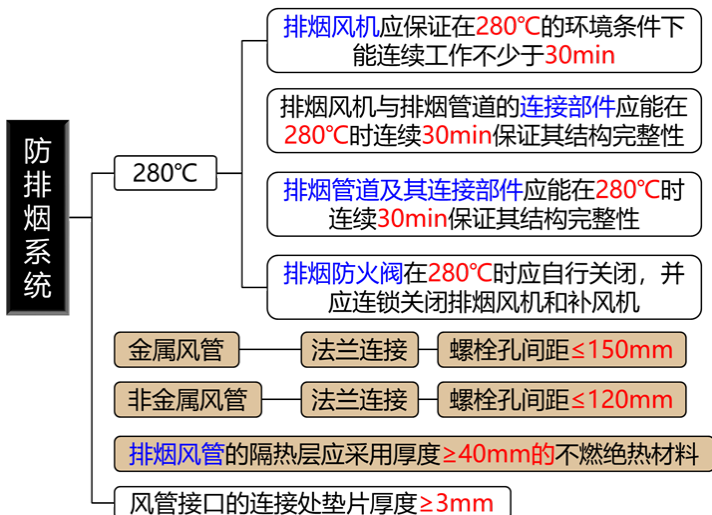 防排烟系统
280℃
排烟风机应保证在280℃的环境条件下
能连续工作不少于30min
排烟风机与排烟管道的连接部件应能在
280℃时连续30min保证其结构完整性
排烟管道及其连接部件应能在280℃时
连续30min保证其结构完整性
排烟防火阀在280℃时应自行关闭，并
应连锁关闭排烟风机和补风机
金属风管 法兰连接 螺栓孔间距≤150mm
非金属风管 法兰连接 螺栓孔间距≤120mm
排烟风管的隔热层应采用厚度≥40mm的不燃绝热材料
风管接口的连接处垫片厚度≥3mm